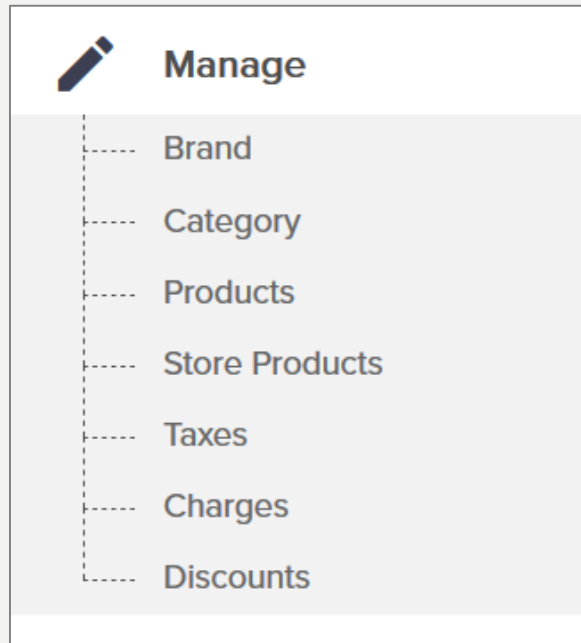 Manage
Brand
Category
Products
Store Products
Taxes
Charges
Discounts